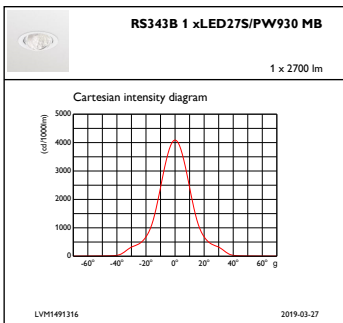 RS343B 1 xLED27S/PW930 MB
1 x 2700 lm
Cartesian intensity diagram
(cd/1000lm)
5000
4000
3000
2000
1000
0
-60° -40° -20° 0° 20° 40° 60° g
LVM1491316 2019-03-27